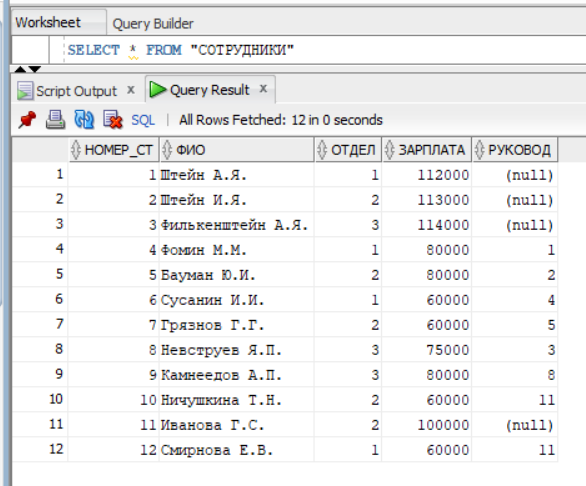 Worksheet Query Builder
SELECT * FROM "СОТРУДНИКИ"
Script Output x Query Result x
SQL | All Rows Fetched: 12 in 0 seconds
НОМЕР_СТ ФИО ОТДЕЛ ЗАРПЛАТА РУКОВОД
1 1 Штейн А.Я. 1 112000 (null)
2 2 Штейн И.Я. 2 113000 (null)
3 3 Филькенштейн А.Я. 3 114000 (null)
4 4 Фомин М.М. 1 80000 1
5 5 Бауман Ю.И. 2 80000 2
6 6 Сусанин И.И. 1 60000 4
7 7 Грязнов Г.Г. 2 60000 5
8 8 Невструев Я.П. 3 75000 3
9 9 Камнеедов А.П. 3 80000 8
10 10 Ничушкина Т.Н. 2 60000 11
11 11 Иванова Г.С. 2 100000 (null)
12 12 Смирнова Е.В. 1 60000 11